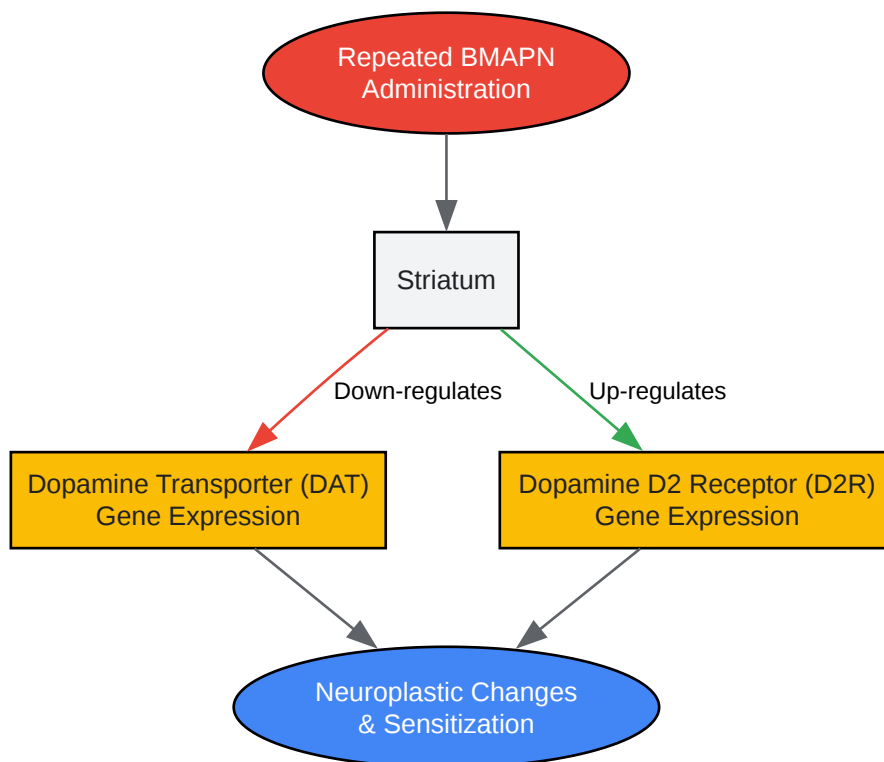 Repeated BMAPN
Administration
Striatum
Down-regulates
Up-regulates
Dopamine Transporter (DAT)
Gene Expression
Dopamine D2 Receptor (D2R)
Gene Expression
Neuroplastic Changes
& Sensitization